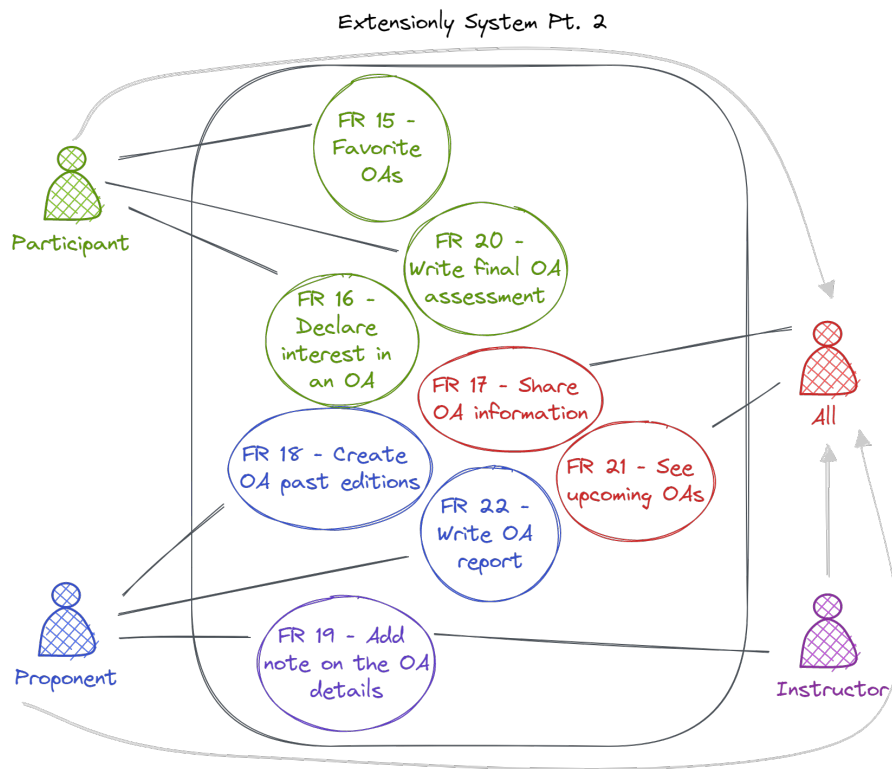 Extensionly System Pt. 2
FR 15 -
Favorite
OAs
Participant
FR 20 -
Write final OA
assessment
FR 16 -
Declare
interest in
an OA
FR 17 - Share
OA information
All
FR 18 - Create
OA past editions
FR 21 - See
upcoming OAs
FR 22 -
Write OA
report
Proponent
FR 19 - Add
note on the OA
details
Instructor